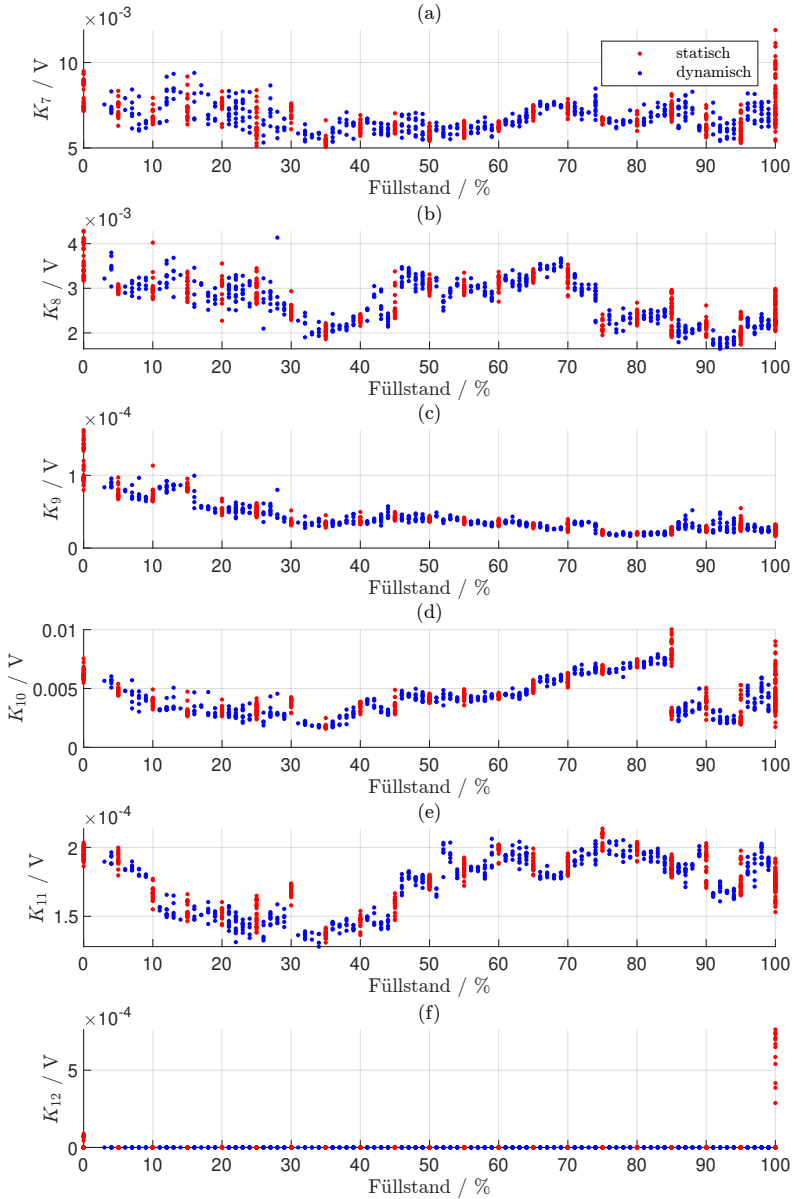 (a)
×10⁻³
10
5
K₇ / V
statisch
dynamisch
0 10 20 30 40 50 60 70 80 90 100
Füllstand / %
(b)
×10⁻³
4
3
2
K₈ / V
0 10 20 30 40 50 60 70 80 90 100
Füllstand / %
(c)
×10⁻⁴
1
0
K₉ / V
0 10 20 30 40 50 60 70 80 90 100
Füllstand / %
(d)
0.01
0.005
0
K₁₀ / V
0 10 20 30 40 50 60 70 80 90 100
Füllstand / %
(e)
×10⁻⁴
2
1.5
K₁₁ / V
0 10 20 30 40 50 60 70 80 90 100
Füllstand / %
(f)
×10⁻⁴
5
0
K₁₂ / V
0 10 20 30 40 50 60 70 80 90 100
Füllstand / %